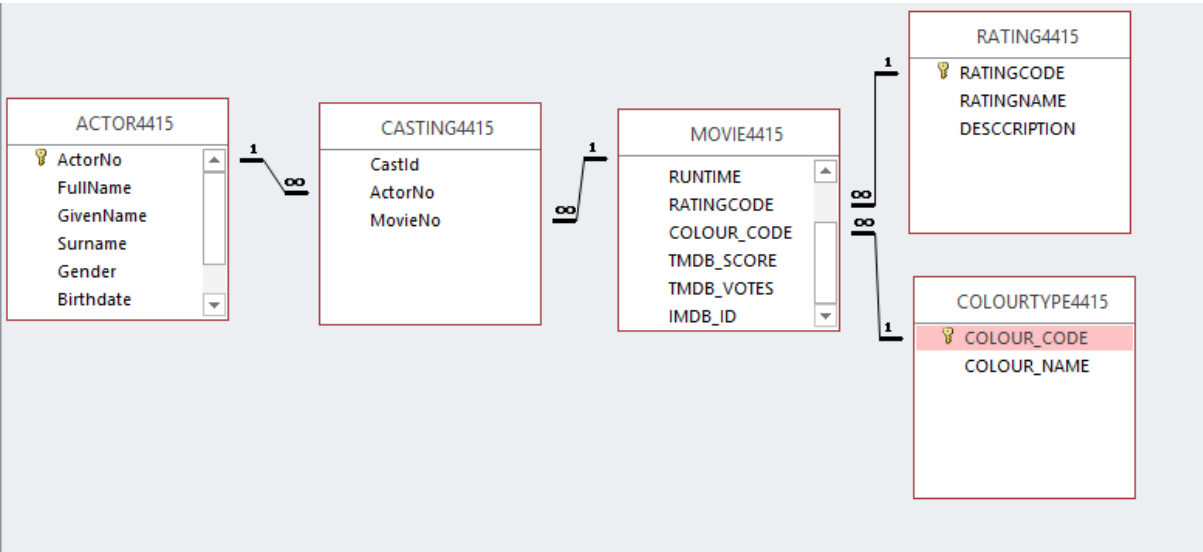 ACTOR4415
ActorNo
FullName
GivenName
Surname
Gender
Birthdate
1
∞
CASTING4415
CastId
ActorNo
MovieNo
∞
1
MOVIE4415
RUNTIME
RATINGCODE
COLOUR_CODE
TMDB_SCORE
TMDB_VOTES
IMDB_ID
∞
1
∞
1
RATING4415
RATINGCODE
RATINGNAME
DESCCRIPTION
COLOURTYPE4415
COLOUR_CODE
COLOUR_NAME